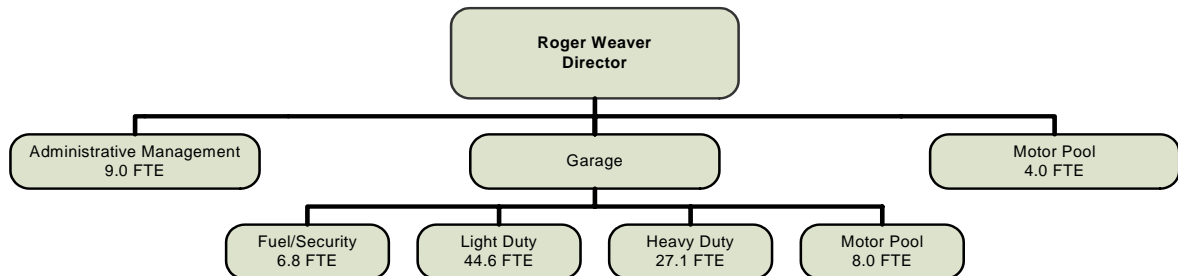 Roger Weaver
Director
Administrative Management
9.0 FTE
Garage
Motor Pool
4.0 FTE
Fuel/Security
6.8 FTE
Light Duty
44.6 FTE
Heavy Duty
27.1 FTE
Motor Pool
8.0 FTE